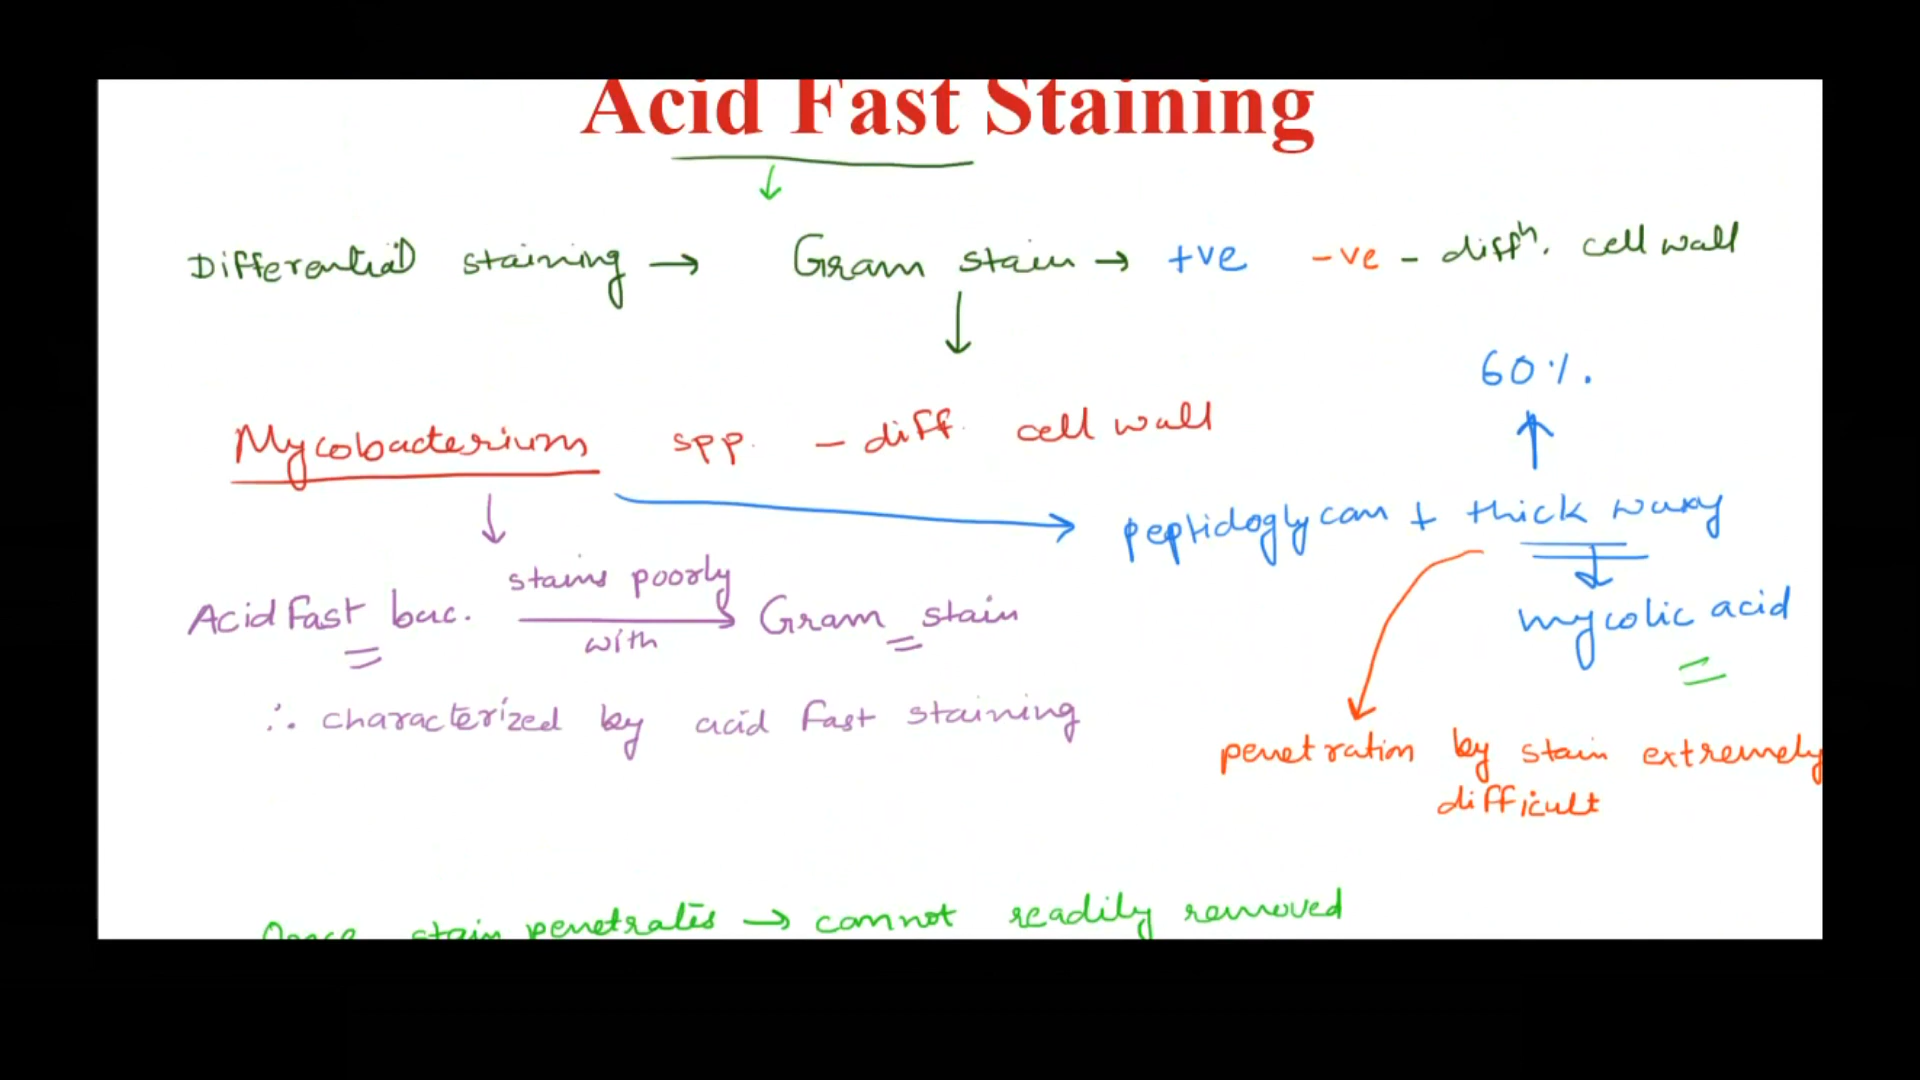 Acid Fast Staining
Differential staining → Gram stain → +ve -ve - diffⁿ. cell wall
60%.
Mycobacterium spp. - diff. cell wall
peptidoglycan + thick waxy
stains poorly
Acid Fast bac. → Gram stain
with
mycolic acid
∴ characterized by acid fast staining
penetration by stain extremely
difficult
Once stain penetrates → cannot readily removed